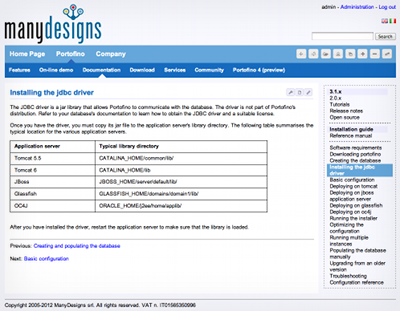 admin - Administration - Log out
manydesigns
Search
Home Page Portofino Company
Features On-line demo Documentation Download Services Community Portofino 4 (preview)
Installing the jdbc driver
The JDBC driver is a jar library that allows Portofino to communicate with the database. The driver is not part of Portofino's
distribution. Refer to your database's documentation to learn how to obtain the JDBC driver and a suitable license.
Once you have the driver, you must copy its jar file to the application server's library directory. The following table summarises the
typical location for the various application servers.
Application server Typical library directory
Tomcat 5.5 CATALINA_HOME/common/lib/
Tomcat 6 CATALINA_HOME/lib
JBoss JBOSS_HOME/server/default/lib/
Glassfish GLASSFISH_HOME/domains/domain1/lib/
OC4J ORACLE_HOME/j2ee/home/applib/
After you have installed the driver, restart the application server to make sure that the library is loaded.
Previous: Creating and populating the database
Next: Basic configuration
3.1.x
2.0.x
Tutorials
Release notes
Open source
Installation guide
Reference manual
Software requirements
Downloading portofino
Creating the database
Installing the jdbc
driver
Basic configuration
Deploying on tomcat
Deploying on jboss
application server
Deploying on glassfish
Deploying on oc4j
Running the installer
Optimizing the
configuration
Running multiple
instances
Populating the database
manually
Upgrading from an older
version
Troubleshooting
Configuration reference
Copyright 2005-2012 ManyDesigns srl. All rights reserved. VAT n. IT01565360996